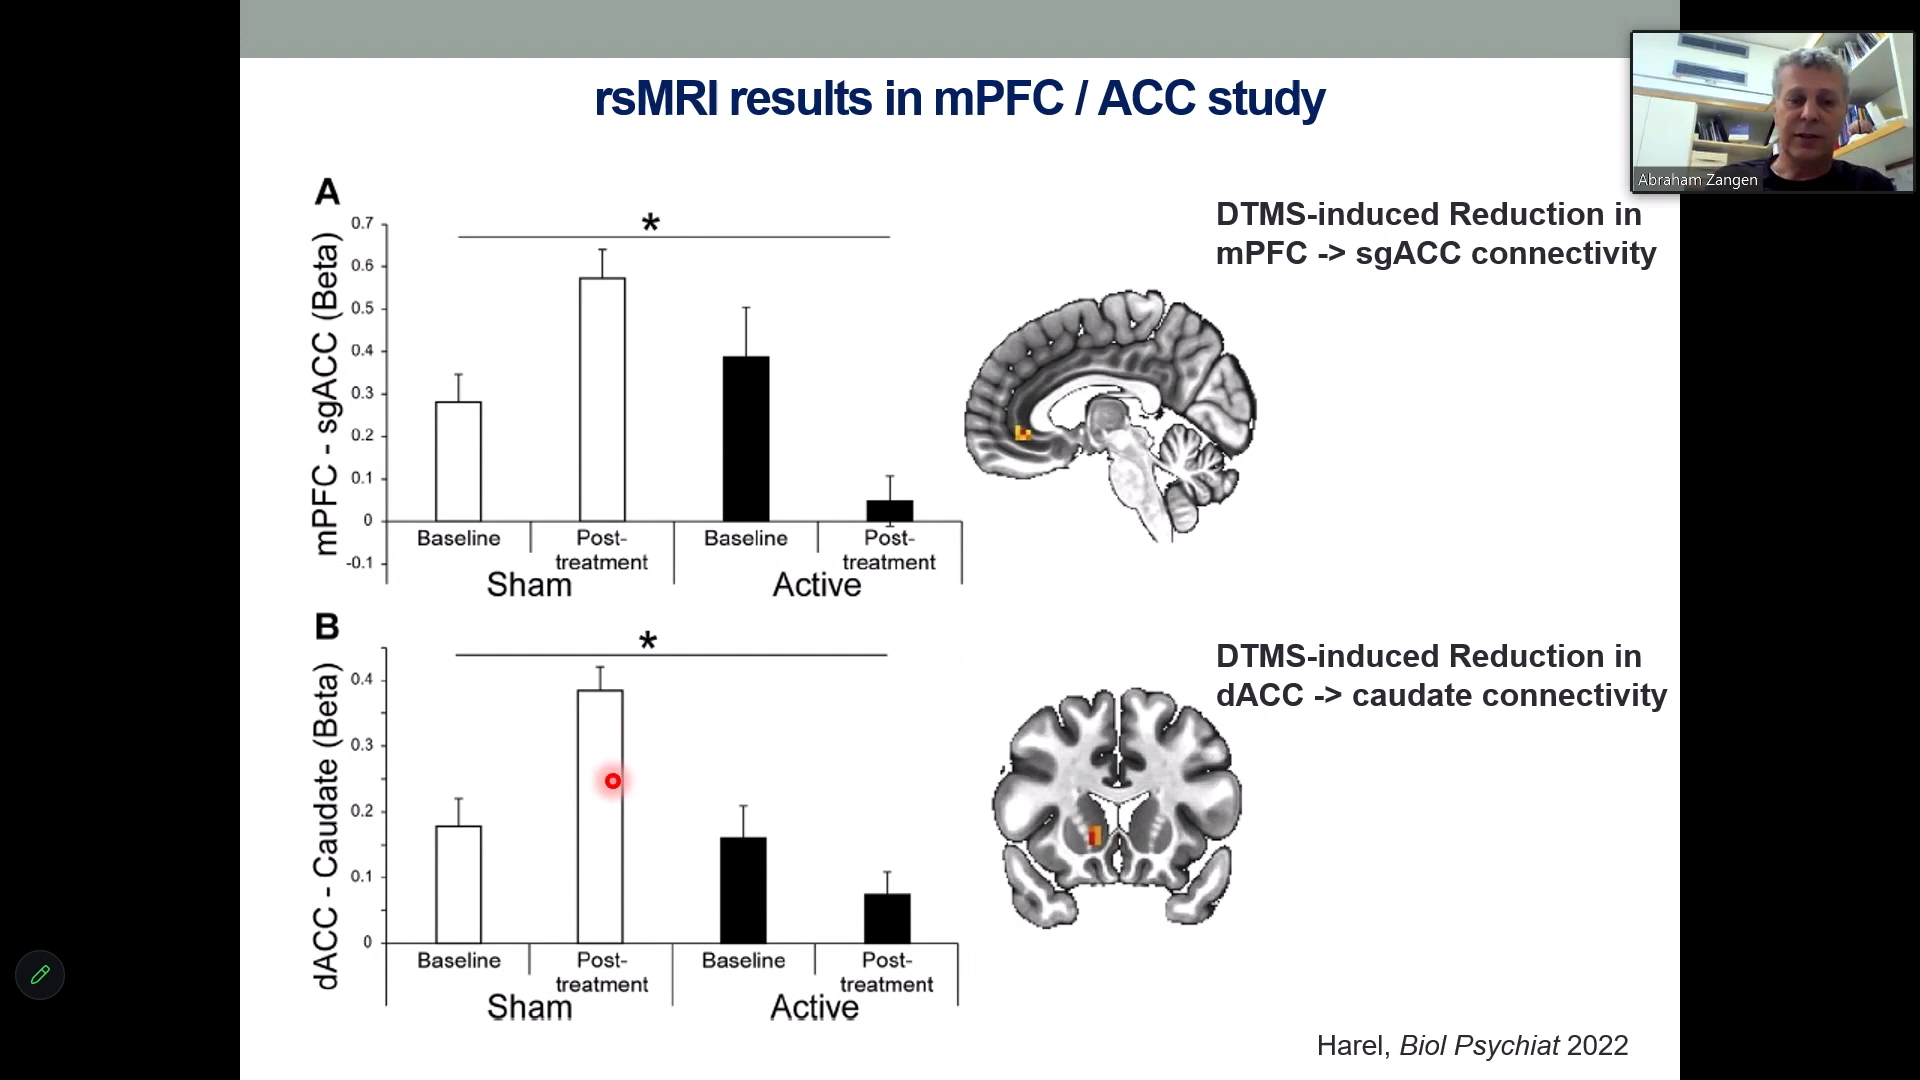 rsMRI results in mPFC / ACC study
Abraham Zangen
A
DTMS-induced Reduction in
mPFC -> sgACC connectivity
mPFC - sgACC (Beta)
0.7
0.6
0.5
0.4
0.3
0.2
0.1
0
-0.1
*
Baseline
Post-
treatment
Baseline
Post-
treatment
Sham
Active
B
DTMS-induced Reduction in
dACC -> caudate connectivity
dACC - Caudate (Beta)
0.4
0.3
0.2
0.1
0
*
Baseline
Post-
treatment
Baseline
Post-
treatment
Sham
Active
Harel, Biol Psychiat 2022